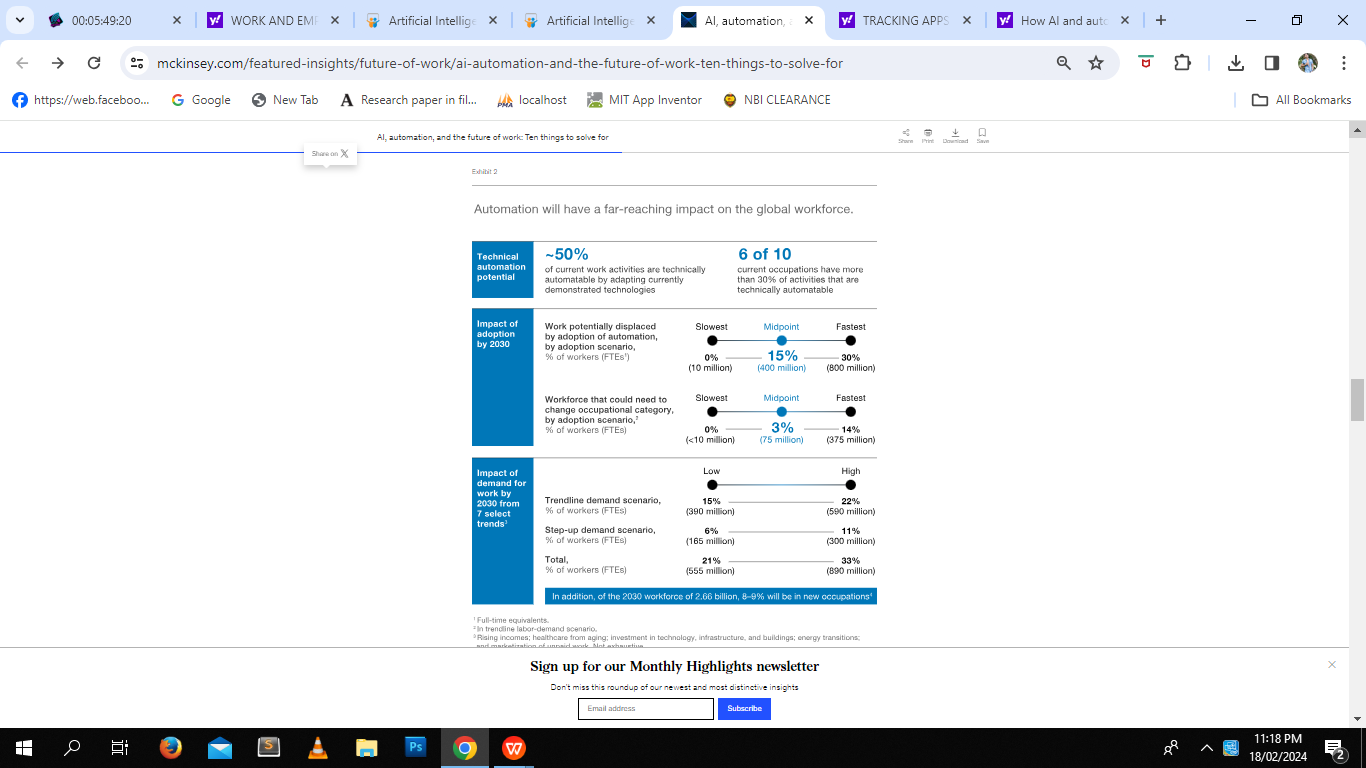 00:05:49:20
WORK AND EMP
Artificial Intellige
Artificial Intellige
AI, automation, a
TRACKING APPS
How AI and auto
mckinsey.com/featured-insights/future-of-work/ai-automation-and-the-future-of-work-ten-things-to-solve-for
https://web.faceboo...
Google
New Tab
Research paper in fil...
localhost
MIT App Inventor
NBI CLEARANCE
All Bookmarks
AI, automation, and the future of work: Ten things to solve for
Share
Print
Download
Save
Share on X
Exhibit 2
Automation will have a far-reaching impact on the global workforce.
Technical
automation
potential
~50%
of current work activities are technically
automatable by adapting currently
demonstrated technologies
6 of 10
current occupations have more
than 30% of activities that are
technically automatable
Impact of
adoption
by 2030
Work potentially displaced
by adoption of automation,
by adoption scenario,
% of workers (FTEs¹)
Slowest Midpoint Fastest
0% 15% 30%
(10 million) (400 million) (800 million)
Workforce that could need to
change occupational category,
by adoption scenario,²
% of workers (FTEs)
Slowest Midpoint Fastest
0% 3% 14%
(<10 million) (75 million) (375 million)
Impact of
demand for
work by
2030 from
7 select
trends³
Low High
Trendline demand scenario, 15% 22%
% of workers (FTEs) (390 million) (590 million)
Step-up demand scenario, 6% 11%
% of workers (FTEs) (165 million) (300 million)
Total, 21% 33%
% of workers (FTEs) (555 million) (890 million)
In addition, of the 2030 workforce of 2.66 billion, 8–9% will be in new occupations⁴
¹ Full-time equivalents.
² In trendline labor-demand scenario.
³ Rising incomes; healthcare from aging; investment in technology, infrastructure, and buildings; energy transitions;
and marketization of unpaid work. Not exhaustive.
Sign up for our Monthly Highlights newsletter
Don't miss this roundup of our newest and most distinctive insights
Email address
Subscribe
11:18 PM
18/02/2024
2